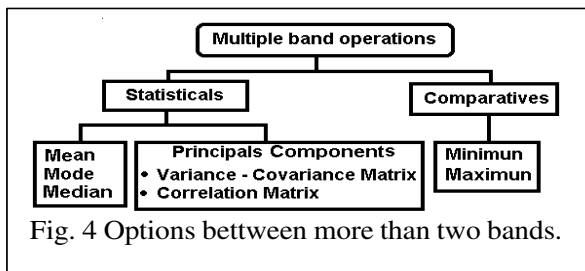 Multiple band operations
Statisticals
Comparatives
Mean
Mode
Median
Principals Components
• Variance - Covariance Matrix
• Correlation Matrix
Minimun
Maximun
Fig. 4 Options bettween more than two bands.